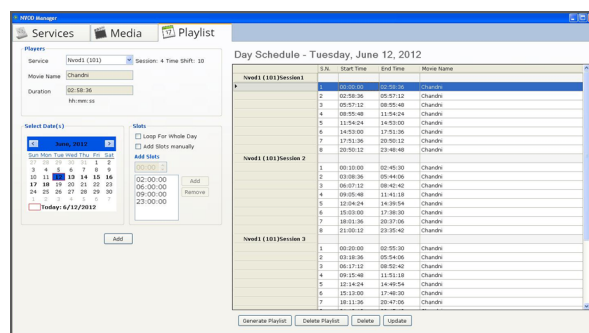 NVOD Manager
Services Media Playlist
Players
Service Nvod1 (101) Session: 4 Time Shift: 10
Movie Name Chandni
Duration 02:58:36
hh:mm:ss
Select Date(s)
June, 2012
Sun Mon Tue Wed Thu Fri Sat
27 28 29 30 31 1 2
3 4 5 6 7 8 9
10 11 12 13 14 15 16
17 18 19 20 21 22 23
24 25 26 27 28 29 30
1 2 3 4 5 6 7
Today: 6/12/2012
Slots
Loop For Whole Day
Add Slots manually
Add Slots
00:00:00
Add
Remove
02:00:00
06:00:00
09:00:00
23:00:00
Add
Day Schedule - Tuesday, June 12, 2012
S.N. Start Time End Time Movie Name
Nvod1 (101)Session1
1 00:00:00 02:58:36 Chandni
2 02:58:36 05:57:12 Chandni
3 05:57:12 08:55:48 Chandni
4 08:55:48 11:54:24 Chandni
5 11:54:24 14:53:00 Chandni
6 14:53:00 17:51:36 Chandni
7 17:51:36 20:50:12 Chandni
8 20:50:12 23:48:48 Chandni
Nvod1 (101)Session 2
1 00:10:00 02:45:30 Chandni
2 03:08:36 05:44:06 Chandni
3 06:07:12 08:42:42 Chandni
4 09:05:48 11:41:18 Chandni
5 12:04:24 14:39:54 Chandni
6 15:03:00 17:38:30 Chandni
7 18:01:36 20:37:06 Chandni
8 21:00:12 23:35:42 Chandni
Nvod1 (101)Session 3
1 00:20:00 02:55:30 Chandni
2 03:18:36 05:54:06 Chandni
3 06:17:12 08:52:42 Chandni
4 09:15:48 11:51:18 Chandni
5 12:14:24 14:49:54 Chandni
6 15:13:00 17:48:30 Chandni
7 18:11:36 20:47:06 Chandni
Generate Playlist Delete Playlist Delete Update